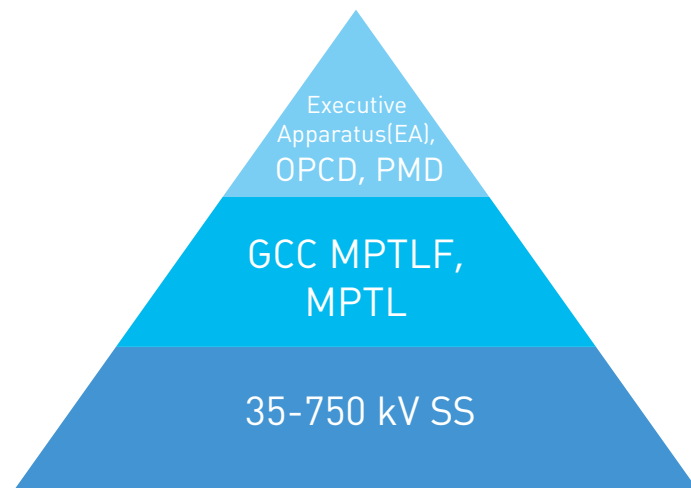 Executive
Apparatus(EA),
OPCD, PMD
GCC MPTLF,
MPTL
35-750 kV SS